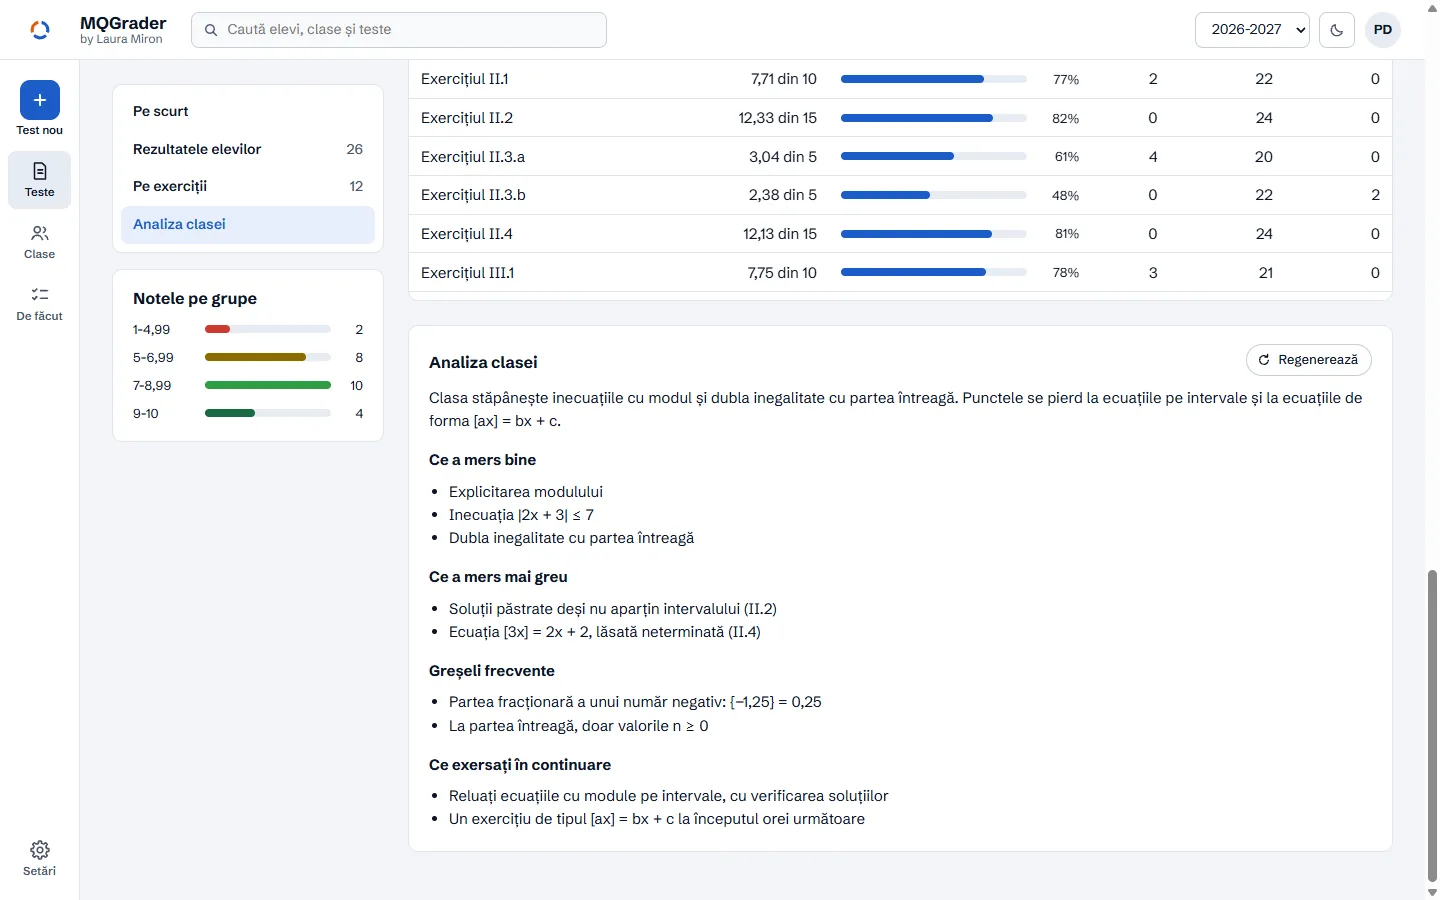 MQGrader
by Laura Miron
Caută elevi, clase și teste
2026-2027
PD
Test nou
Teste
Clase
De făcut
Setări
Pe scurt
Rezultatele elevilor 26
Pe exerciții 12
Analiza clasei
Notele pe grupe
1-4,99 2
5-6,99 8
7-8,99 10
9-10 4
Exercițiul II.1 7,71 din 10 77% 2 22 0
Exercițiul II.2 12,33 din 15 82% 0 24 0
Exercițiul II.3.a 3,04 din 5 61% 4 20 0
Exercițiul II.3.b 2,38 din 5 48% 0 22 2
Exercițiul II.4 12,13 din 15 81% 0 24 0
Exercițiul III.1 7,75 din 10 78% 3 21 0
Analiza clasei
Regenerează
Clasa stăpânește inecuațiile cu modul și dubla inegalitate cu partea întreagă. Punctele se pierd la ecuațiile pe intervale și la ecuațiile de
forma [ax] = bx + c.
Ce a mers bine
• Explicitarea modulului
• Inecuația |2x + 3| ≤ 7
• Dubla inegalitate cu partea întreagă
Ce a mers mai greu
• Soluții păstrate deși nu aparțin intervalului (II.2)
• Ecuația [3x] = 2x + 2, lăsată neterminată (II.4)
Greșeli frecvente
• Partea fracționară a unui număr negativ: {−1,25} = 0,25
• La partea întreagă, doar valorile n ≥ 0
Ce exersați în continuare
• Reluați ecuațiile cu module pe intervale, cu verificarea soluțiilor
• Un exercițiu de tipul [ax] = bx + c la începutul orei următoare